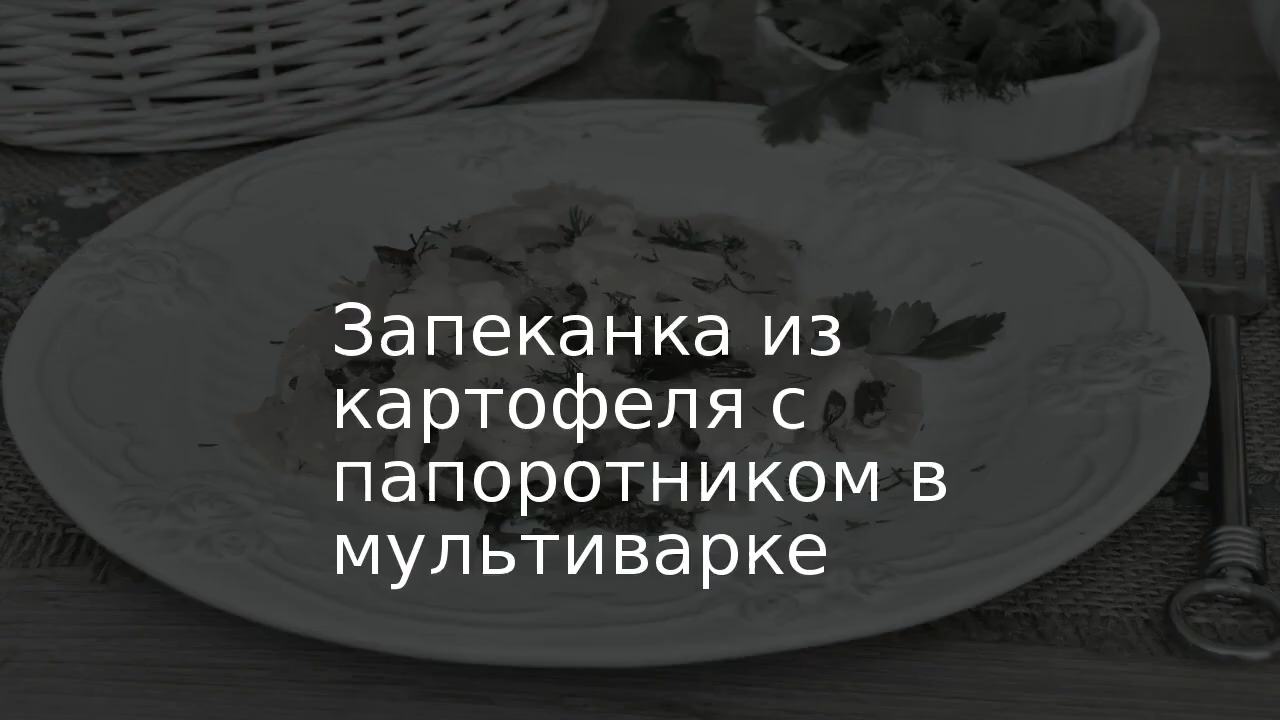 Запеканка из
картофеля с
папоротником в
мультиварке